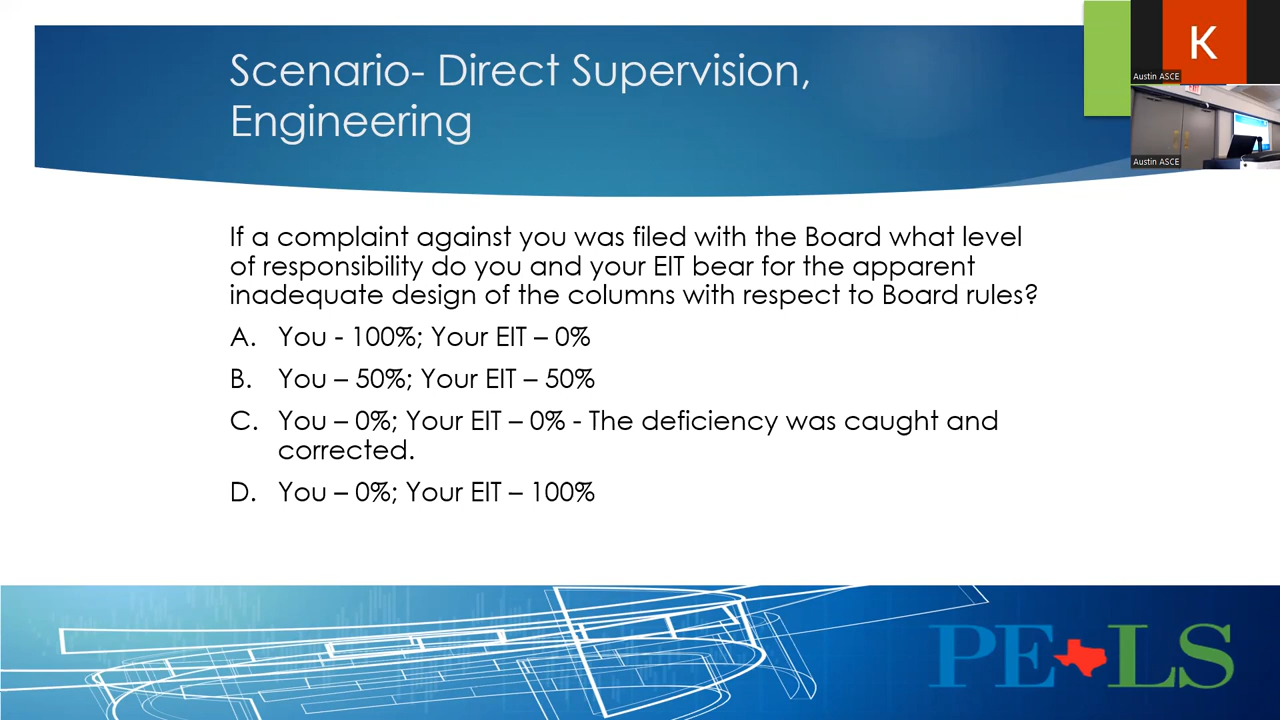 Scenario- Direct Supervision,
Engineering
K
Austin ASCE
Austin ASCE
If a complaint against you was filed with the Board what level
of responsibility do you and your EIT bear for the apparent
inadequate design of the columns with respect to Board rules?
A. You - 100%; Your EIT – 0%
B. You – 50%; Your EIT – 50%
C. You – 0%; Your EIT – 0% - The deficiency was caught and
corrected.
D. You – 0%; Your EIT – 100%
PE LS